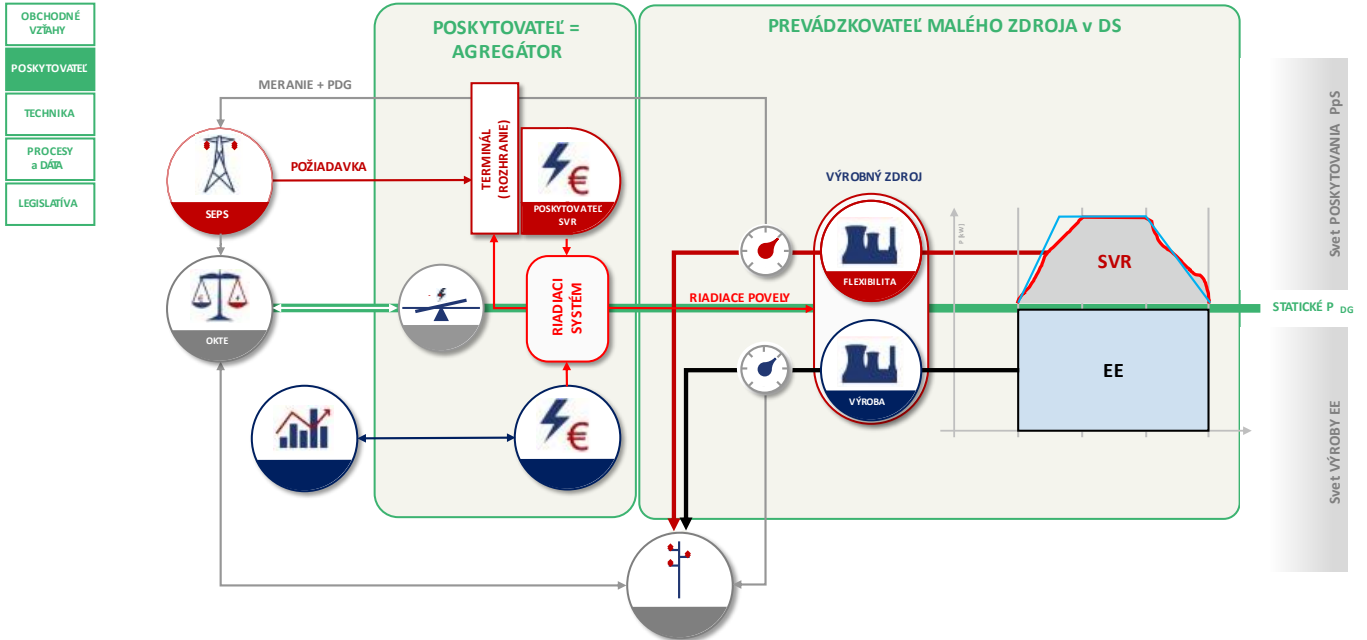 OBCHODNÉ
VZŤAHY
POSKYTOVATEĽ
TECHNIKA
PROCESY
a DÁTA
LEGISLATÍVA
POSKYTOVATEĽ =
AGREGÁTOR
PREVÁDZKOVATEĽ MALÉHO ZDROJA v DS
MERANIE + PDG
SEPS
POŽIADAVKA
TERMINÁL
(ROZHRANIE)
POSKYTOVATEĽ
SVR
OKTE
RIADIACI
SYSTÉM
RIADIACE POVELY
VÝROBNÝ ZDROJ
FLEXIBILITA
VÝROBA
P [kW]
SVR
EE
STATICKÉ P DG
Svet POSKYTOVANIA PpS
Svet VÝROBY EE